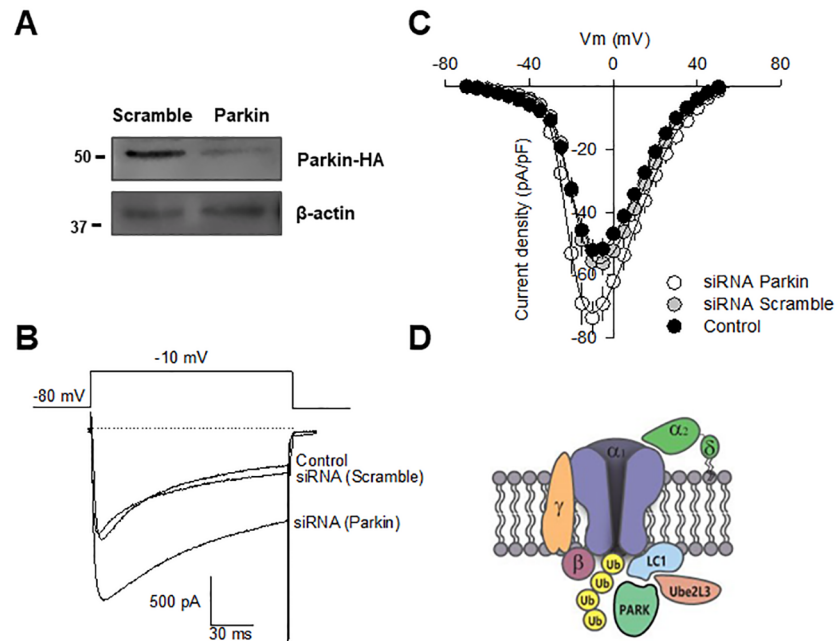 A
Scramble Parkin
50
Parkin-HA
37
β-actin
B
-10 mV
-80 mV
Control
siRNA (Scramble)
siRNA (Parkin)
500 pA
30 ms
C
Vm (mV)
-80 -40 0 40 80
-20
-40
-60
-80
Current density (pA/pF)
siRNA Parkin
siRNA Scramble
Control
D
α2
α1
δ
γ
β
Ub
LC1
Ub
Ube2L3
Ub
PARK
Ub